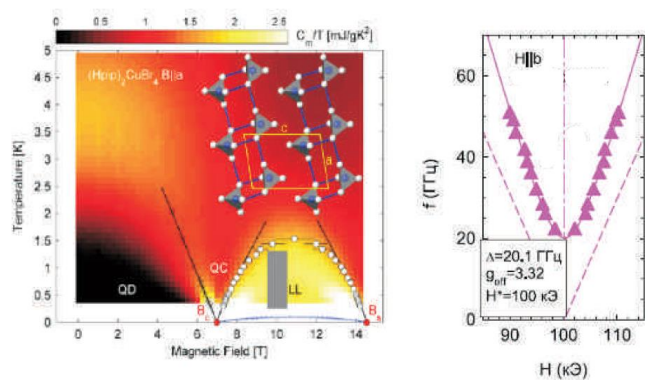 C_m/T [mJ/gK²]
0 0.5 1 1.5 2 2.5
(Hpip)₂CuBr₄ B||a
c
a
QD
QC
LL
B_c
B_s
5
4.5
4
3.5
3
2.5
2
1.5
1
0.5
0
Temperature [K]
0 2 4 6 8 10 12 14
Magnetic Field [T]
H||b
60
40
20
0
f (ГГц)
Δ=20.1 ГГц
g_off=3.32
H*=100 кЭ
90 100 110
H (кЭ)